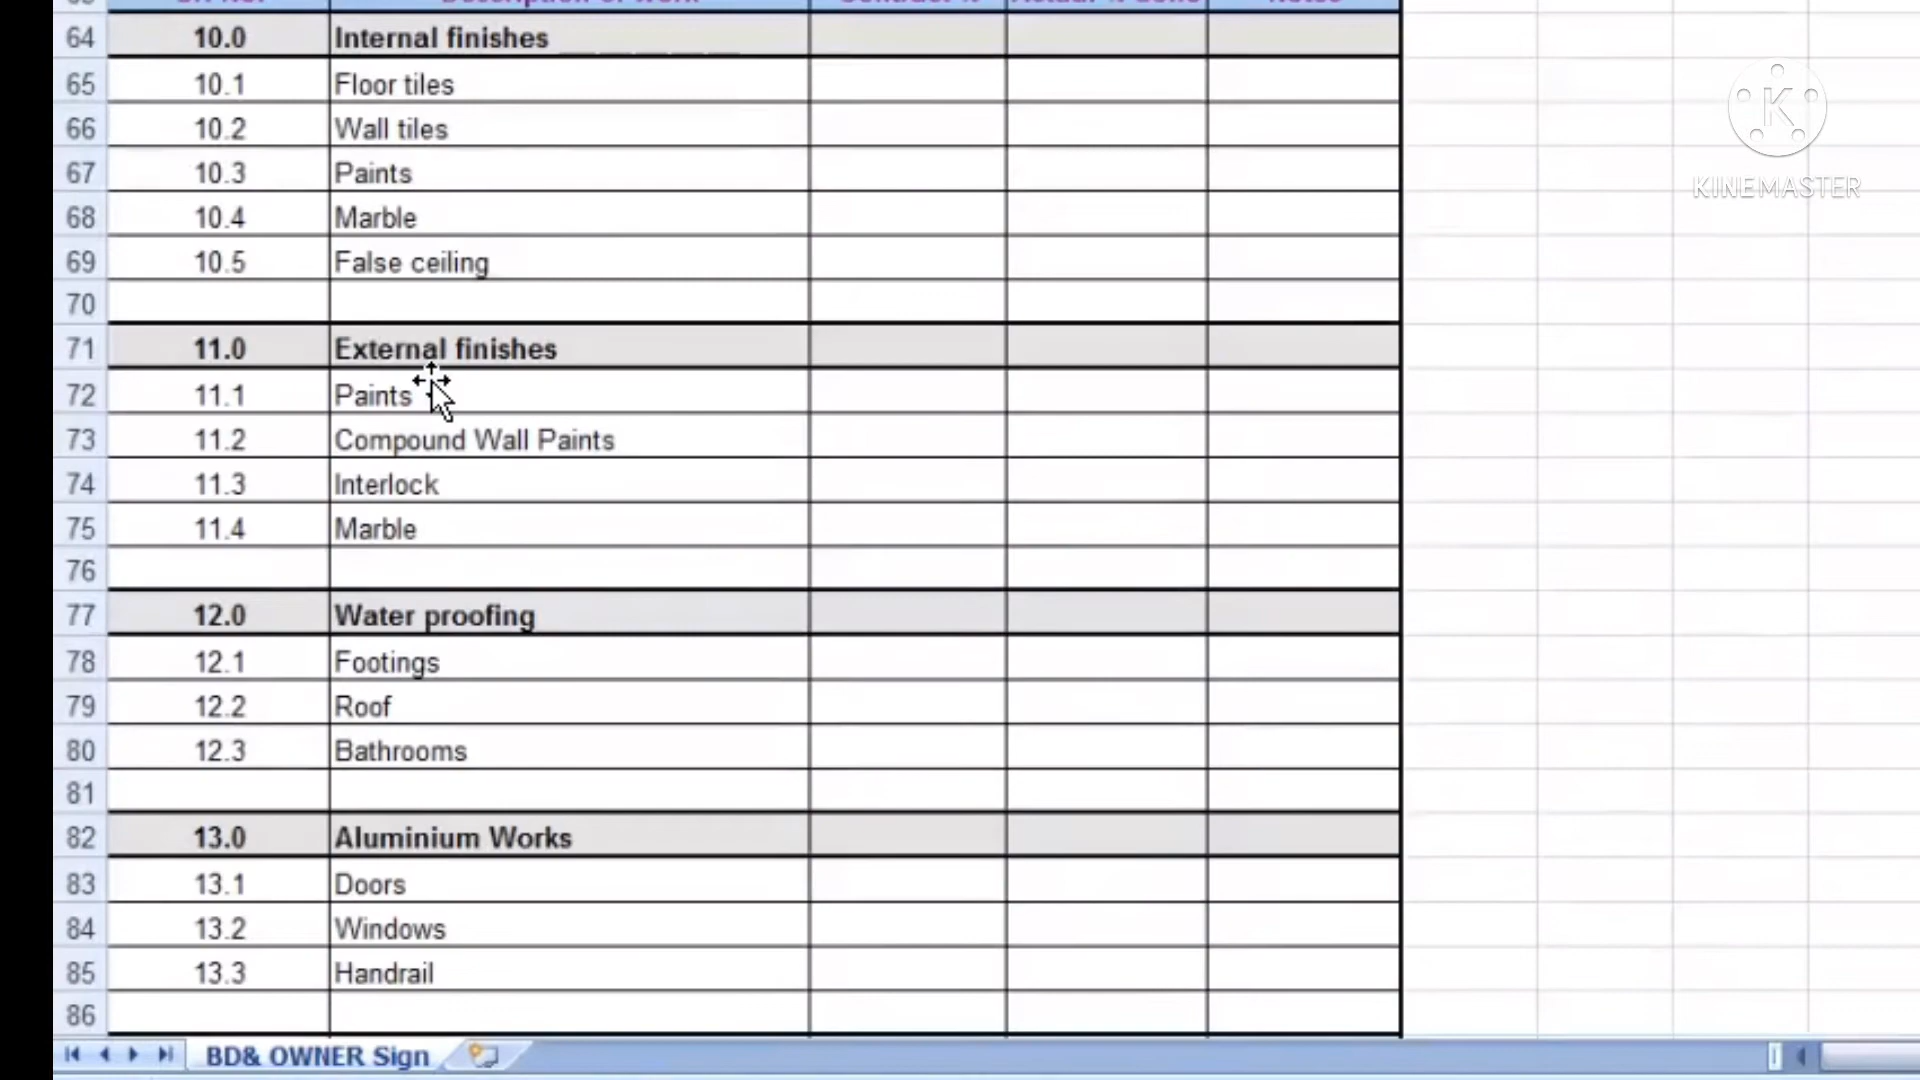 64 10.0 Internal finishes
65 10.1 Floor tiles
66 10.2 Wall tiles
67 10.3 Paints
68 10.4 Marble
69 10.5 False ceiling
70
71 11.0 External finishes
72 11.1 Paints
73 11.2 Compound Wall Paints
74 11.3 Interlock
75 11.4 Marble
76
77 12.0 Water proofing
78 12.1 Footings
79 12.2 Roof
80 12.3 Bathrooms
81
82 13.0 Aluminium Works
83 13.1 Doors
84 13.2 Windows
85 13.3 Handrail
86
BD& OWNER Sign
K
KINEMASTER